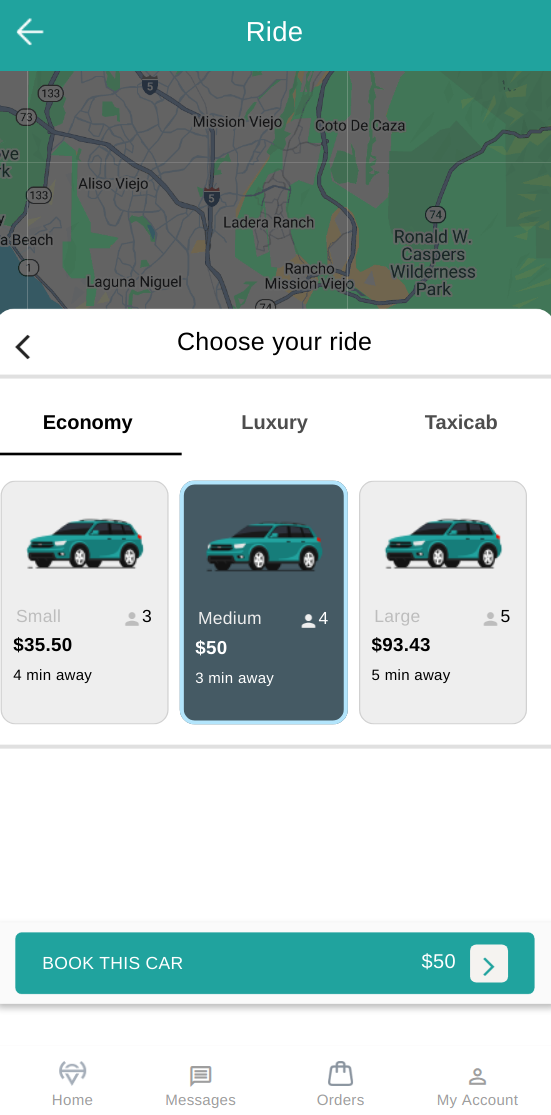 Ride
133
5
73
Mission Viejo
Coto De Caza
ove
rk
Aliso Viejo
133
5
74
Ladera Ranch
a Beach
Ronald W.
Caspers
Wilderness
Park
1
Rancho
Mission Viejo
Laguna Niguel
74
Choose your ride
Economy
Luxury
Taxicab
Small 3
$35.50
4 min away
Medium 4
$50
3 min away
Large 5
$93.43
5 min away
BOOK THIS CAR $50
Home
Messages
Orders
My Account